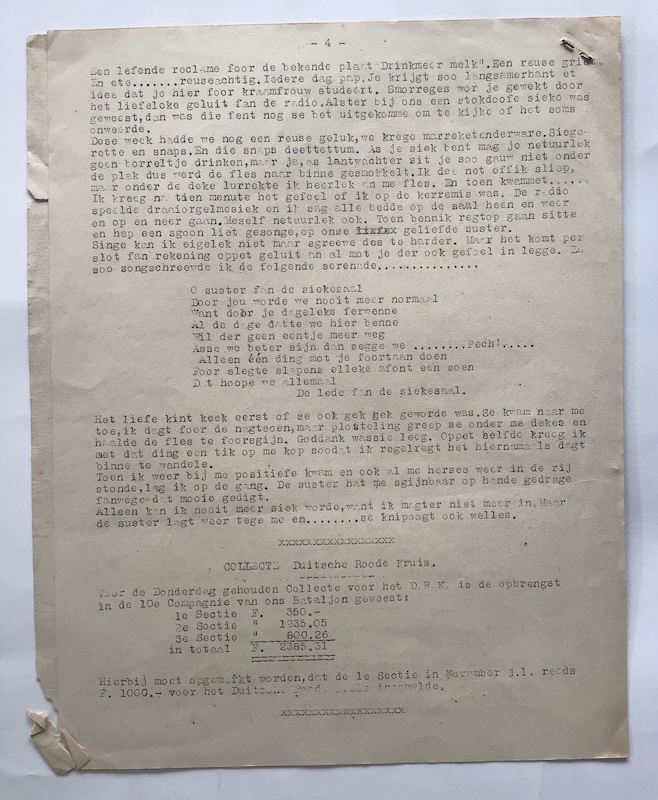 - 4 -
Een lefende reclame foor de bekende plaat"Drinkmeer melk".Een reuse griep
En ete.......reuseachtig.Iedere dag pap.Je krijgt soo langsamerhant et
idee dat je hier foor kraamfrouw studeert. Smorreges wor je gewekt door
het liefeloke geluit fan de radio.Alster bij ons een stokdoofe sieke was
geweest,dan was die fent nog se bet uitgekomme om te kijke of het soms
onweerde.
Dese week hadde we nog een reuse geluk,we krege marreketenderware.Siege-
rette en snaps.En die snaps deettettum. As je siek bent mag je netuurlek
geen borreltje drinken,maar ja,as lantwachter sit je soo gauw niet onder
de plak dus werd de fles naar binne gesmokkelt.Ik dee net offik sliep,
maar onder de deke lurrekte ik heerlek an me fles. En toen kwammet.....
Ik kreeg na tien menute het gefoel of ik op de kerremis was. De radio
speelde draaiorgelmesiek en ik sag alle bedde op de saal heen en weer
en op en neer gaan.Meself netuurlek ook. Toen bennik regtop gaan sitte
en hep een sgoon liet gesonge,op onse geliefde suster.
Singe kan ik eigelek niet maar sgreewe des te harder. Maar het komt per
slot fan rekening oppet geluit an al mot je der ook gefoel in legge. En
soo songschreewde ik de folgende serenade,..............
O suster fan de siekesaal
Door jou worde we nooit meer normaal
Want door je dageleks ferwenne
Al de dage datte we hier benne
Wil der geen eentje meer weg
Asse we beter sijn dan segge we ........Pech!.....
Alleen één ding mot je foortaan doen
Foor slegte slapens elleke afont een soen
Dat hoope we allemaal
De lede fan de siekesaal.
Het liefe kint keek eerst of se ook gek gek geworde was.Se kwam naar me
toe,ik dagt foor de nagtsoen,maar plosteling greep se onder me dekes en
haalde de fles te foorsgijn. Goddank wassie leeg. Oppet helfde kreeg ik
met dat ding een tik op me kop soodat ik regelregt het hiernamaals dagt
binne te wandele.
Toen ik weer bij me positiefe kwam en ook al me herses weer in de rij
stonde,lag ik op de gang. De suster hat me sgijnbaar op hande gedrage
fanwege dat mooie gedigt.
Alleen kan ik nooit meer siek worde,want ik magter niet meer in.Maar
de suster lagt weer tege me en........se knipoogt ook welles.
xxxxxxxxxxxxxxxxxx
COLLECTE Duitsche Roode Kruis.
-----------
Voor de Donderdag gehouden Collecte voor het D.R.K. is de opbrengst
in de 10e Compagnie van ons Bataljon geweest:
1e Sectie F. 350.-
2e Sectie " 1235.05
3e Sectie " 800.26
in totaal F. 2385.31
Hierbij moet opgemerkt worden,dat de 1e Sectie in November j.l. reeds
F. 1000.- voor het Duitsche Roode Kruis inzamelde.
xxxxxxxxxxxxxxxxxxx